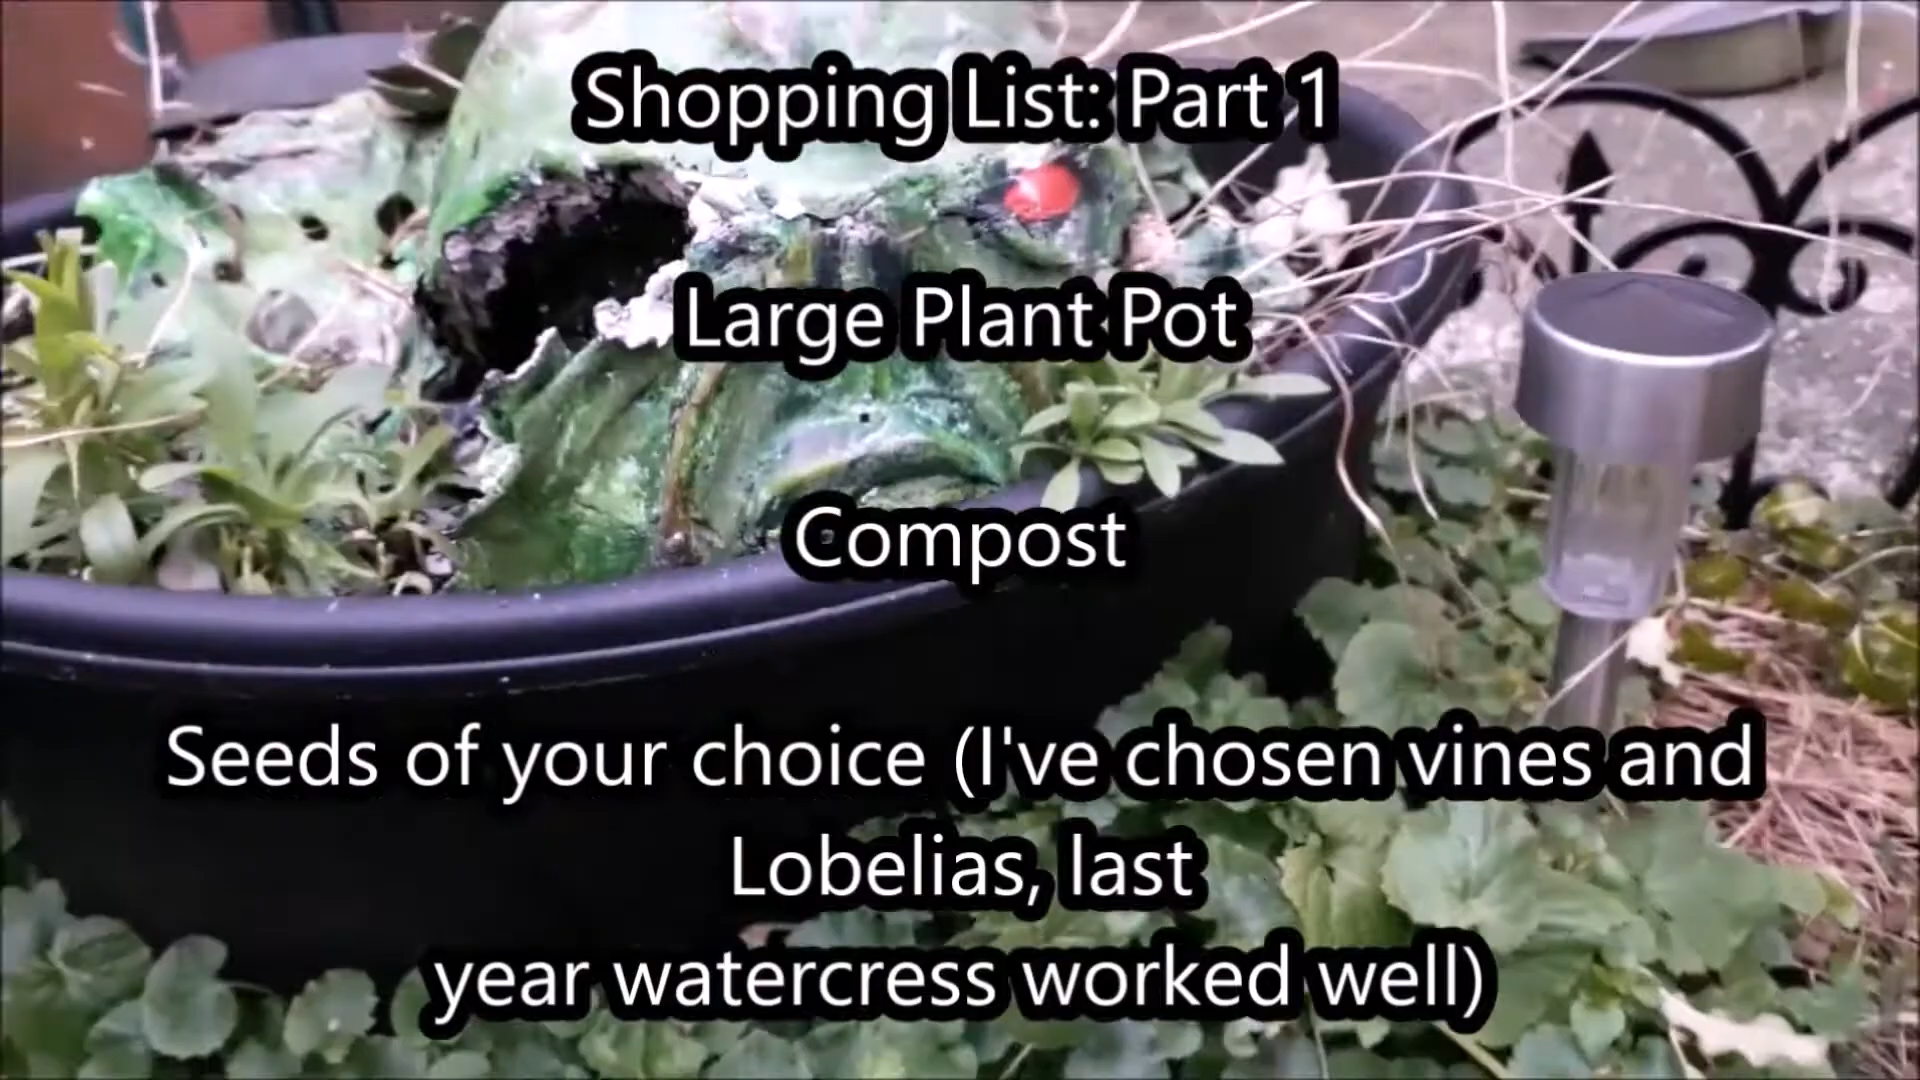 Shopping List: Part 1
Large Plant Pot
Compost
Seeds of your choice (I've chosen vines and
Lobelias, last
year watercress worked well)